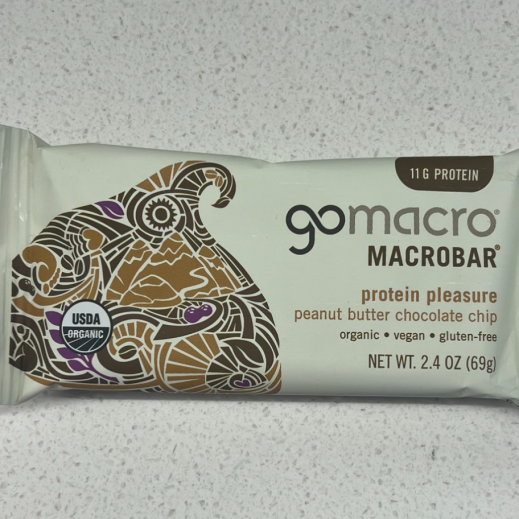 11 G PROTEIN
gomacro®
MACROBAR®
protein pleasure
peanut butter chocolate chip
organic • vegan • gluten-free
NET WT. 2.4 OZ (69g)
USDA
ORGANIC